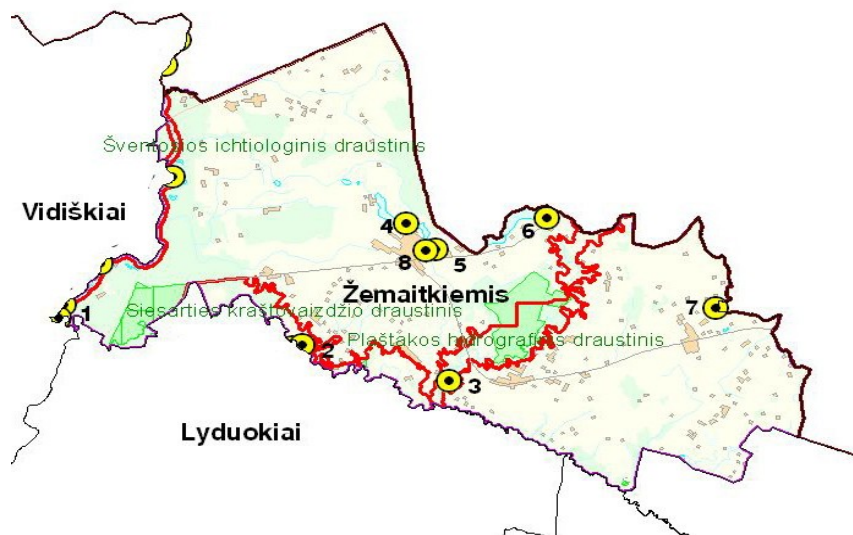 Šventosios ichtiologinis draustinis
Vidiškiai
4
6
8
5
Žemaitkiemis
1
Siesarties kraštovaizdžio draustinis
7
2
Plaštakos hidrografinis draustinis
3
Lyduokiai